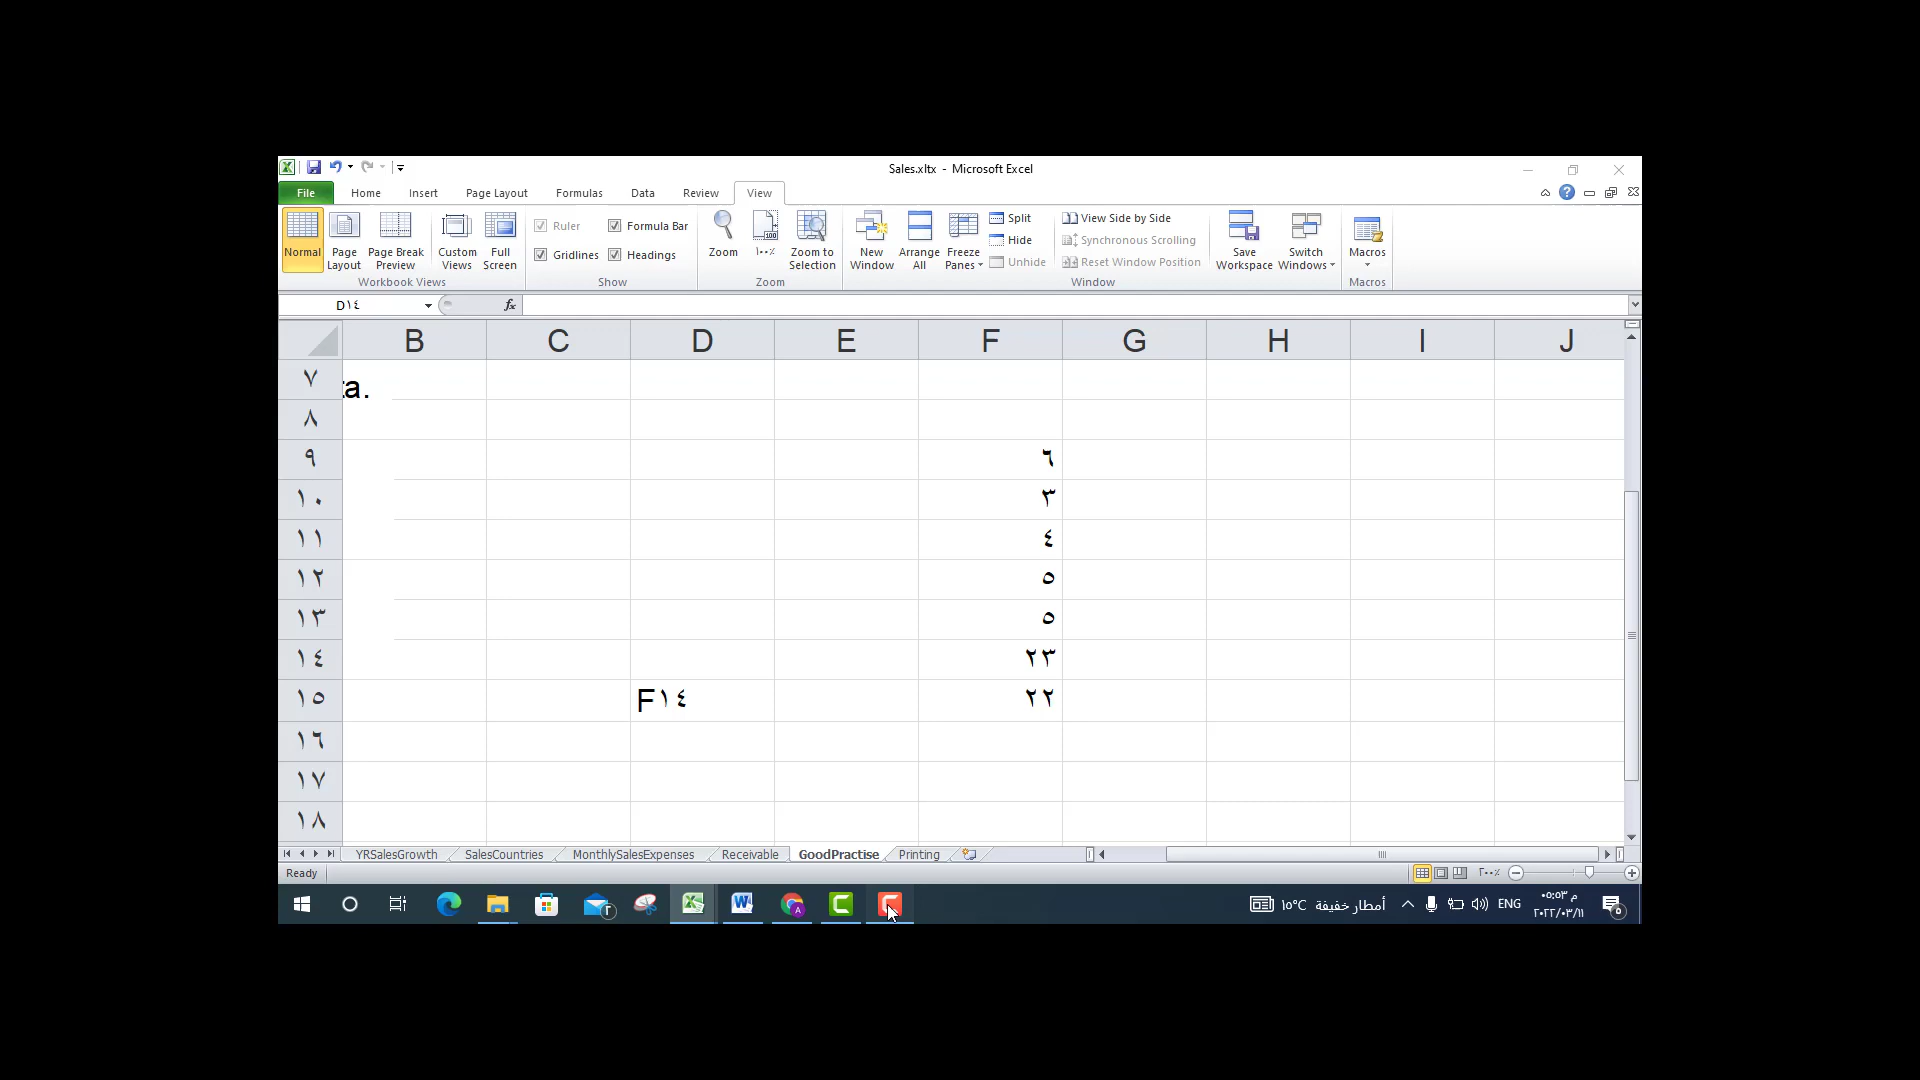 Sales.xltx - Microsoft Excel
File Home Insert Page Layout Formulas Data Review View
Normal
Page Layout
Page Break Preview
Custom Views
Full Screen
Workbook Views
Ruler
Formula Bar
Gridlines
Headings
Show
Zoom
١٠٠٪
Zoom to Selection
Zoom
New Window
Arrange All
Freeze Panes
Split
Hide
Unhide
View Side by Side
Synchronous Scrolling
Reset Window Position
Save Workspace
Switch Windows
Window
Macros
Macros
D١٤
fx
B C D E F G H I J
٧ ta.
٨
٩ ٦
١٠ ٣
١١ ٤
١٢ ٥
١٣ ٥
١٤ ٢٣
١٥ F١٤ ٢٢
١٦
١٧
١٨
YRSalesGrowth SalesCountries MonthlySalesExpenses Receivable GoodPractise Printing
Ready
٢٠٠٪
١٥°C أمطار خفيفة
ENG
٠٥:٥٣ م
٢٠٢٢/٠٣/١١